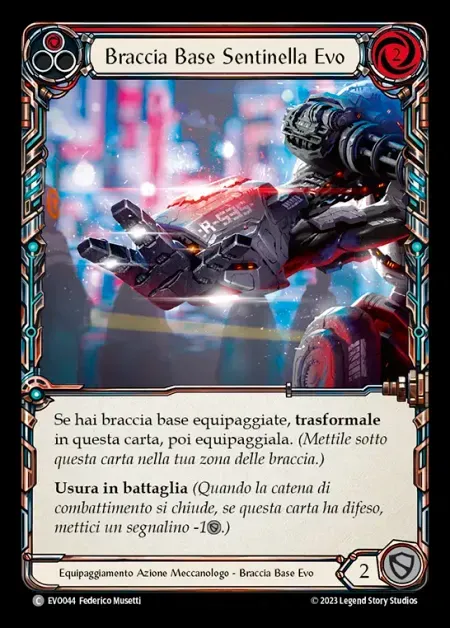 Braccia Base Sentinella Evo
2
R-535
Se hai braccia base equipaggiate, trasformale
in questa carta, poi equipaggiala. (Mettile sotto
questa carta nella tua zona delle braccia.)
Usura in battaglia (Quando la catena di
combattimento si chiude, se questa carta ha difeso,
mettici un segnalino -1.)
Equipaggiamento Azione Meccanologo - Braccia Base Evo
2
C EVO044 Federico Musetti
© 2023 Legend Story Studios